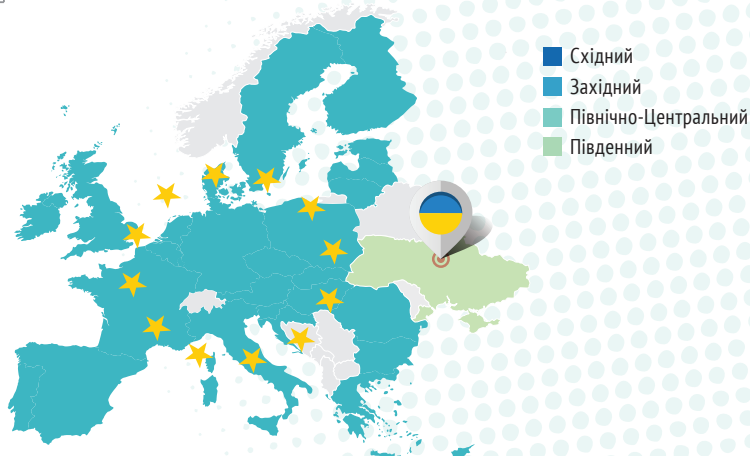 Східний
Західний
Північно-Центральний
Південний